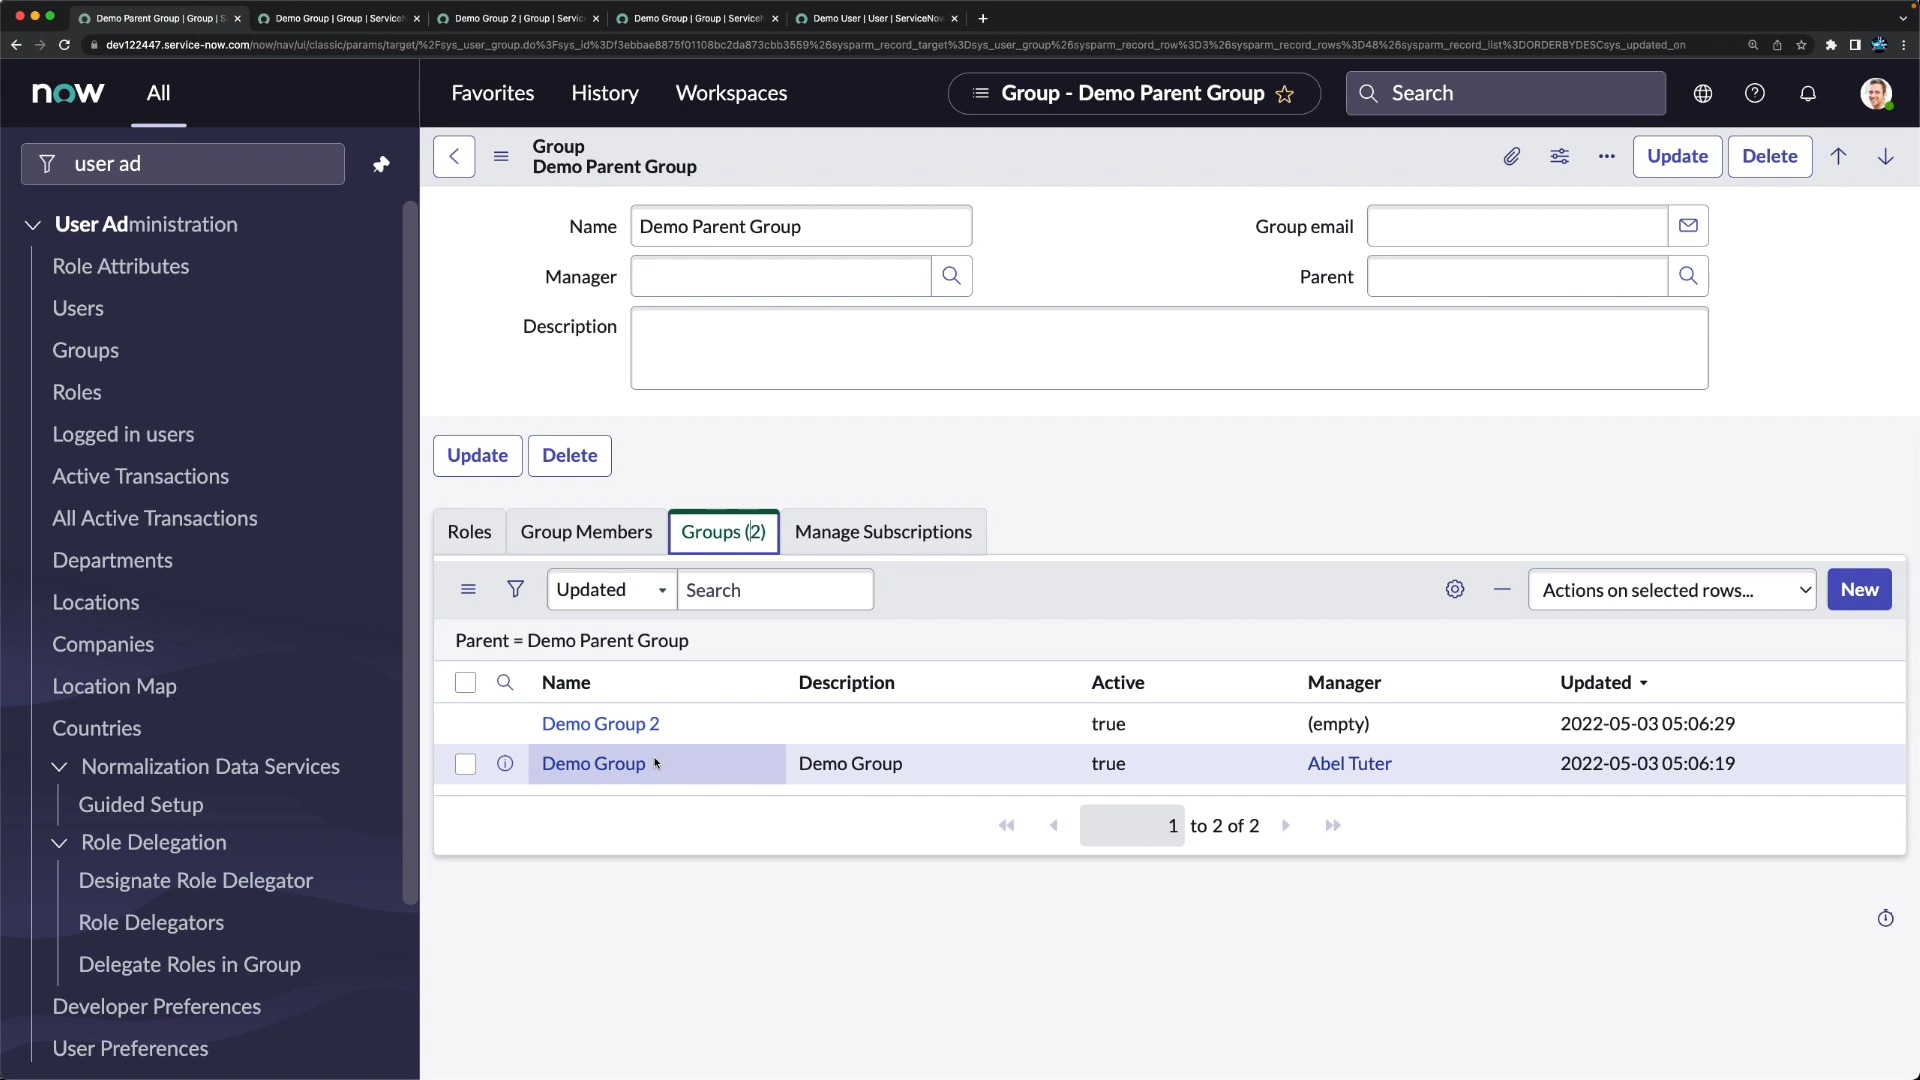 Demo Parent Group | Group | S
Demo Group | Group | ServiceN
Demo Group 2 | Group | Servic
Demo Group | Group | ServiceN
Demo User | User | ServiceNow
dev122447.service-now.com/now/nav/ui/classic/params/target/%2Fsys_user_group.do%3Fsys_id%3Df3ebbae8875f01108bc2da873cbb3559%26sysparm_record_target%3Dsys_user_group%26sysparm_record_row%3D3%26sysparm_record_rows%3D48%26sysparm_record_list%3DORDERBYDESCsys_updated_on
now
All
Favorites
History
Workspaces
Group - Demo Parent Group
Search
user ad
User Administration
Role Attributes
Users
Groups
Roles
Logged in users
Active Transactions
All Active Transactions
Departments
Locations
Companies
Location Map
Countries
Normalization Data Services
Guided Setup
Role Delegation
Designate Role Delegator
Role Delegators
Delegate Roles in Group
Developer Preferences
User Preferences
Group
Demo Parent Group
Update
Delete
Name
Demo Parent Group
Group email
Manager
Parent
Description
Update
Delete
Roles
Group Members
Groups (2)
Manage Subscriptions
Updated
Search
Actions on selected rows...
New
Parent = Demo Parent Group
Name Description Active Manager Updated
Demo Group 2 true (empty) 2022-05-03 05:06:29
Demo Group Demo Group true Abel Tuter 2022-05-03 05:06:19
1 to 2 of 2